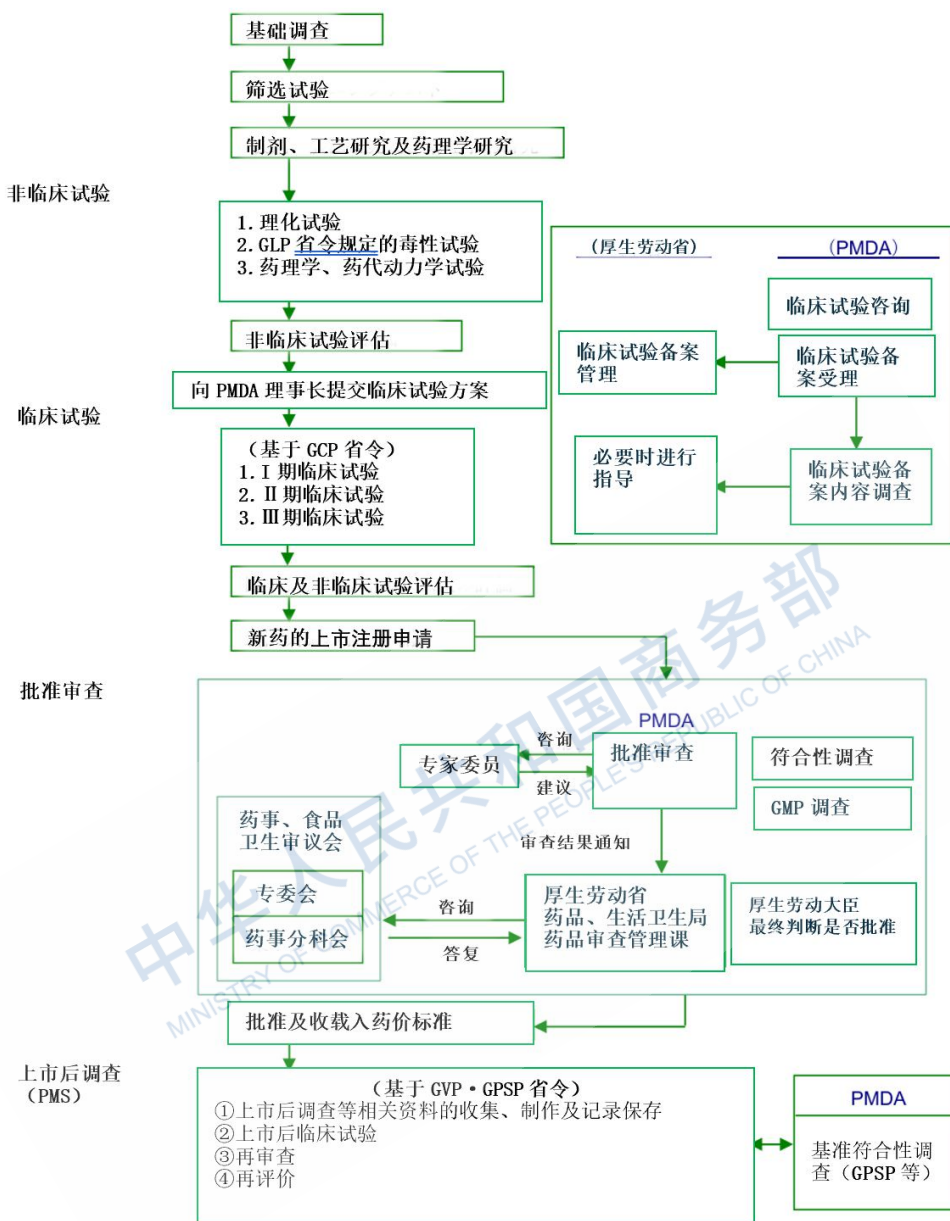 基础调查
筛选试验
制剂、工艺研究及药理学研究
非临床试验
1. 理化试验
2. GLP 省令规定的毒性试验
3. 药理学、药代动力学试验
非临床试验评估
向 PMDA 理事长提交临床试验方案
临床试验
（基于 GCP 省令）
1. Ⅰ期临床试验
2. Ⅱ期临床试验
3. Ⅲ期临床试验
（厚生劳动省）
（PMDA）
临床试验咨询
临床试验备案
管理
临床试验备
案受理
必要时进行
指导
临床试验备
案内容调查
临床及非临床试验评估
新药的上市注册申请
批准审查
PMDA
专家委员
咨询
建议
批准审查
符合性调查
GMP 调查
药事、食品
卫生审议会
专委会
药事分科会
审查结果通知
咨询
答复
厚生劳动省
药品、生活卫生局
药品审查管理课
厚生劳动大臣
最终判断是否批准
批准及收载入药价标准
上市后调查
（PMS）
（基于 GVP·GPSP 省令）
①上市后调查等相关资料的收集、制作及记录保存
②上市后临床试验
③再审查
④再评价
PMDA
基准符合性调
查（GPSP 等）
中华人民共和国商务部
MINISTRY OF COMMERCE OF THE PEOPLE'S REPUBLIC OF CHINA